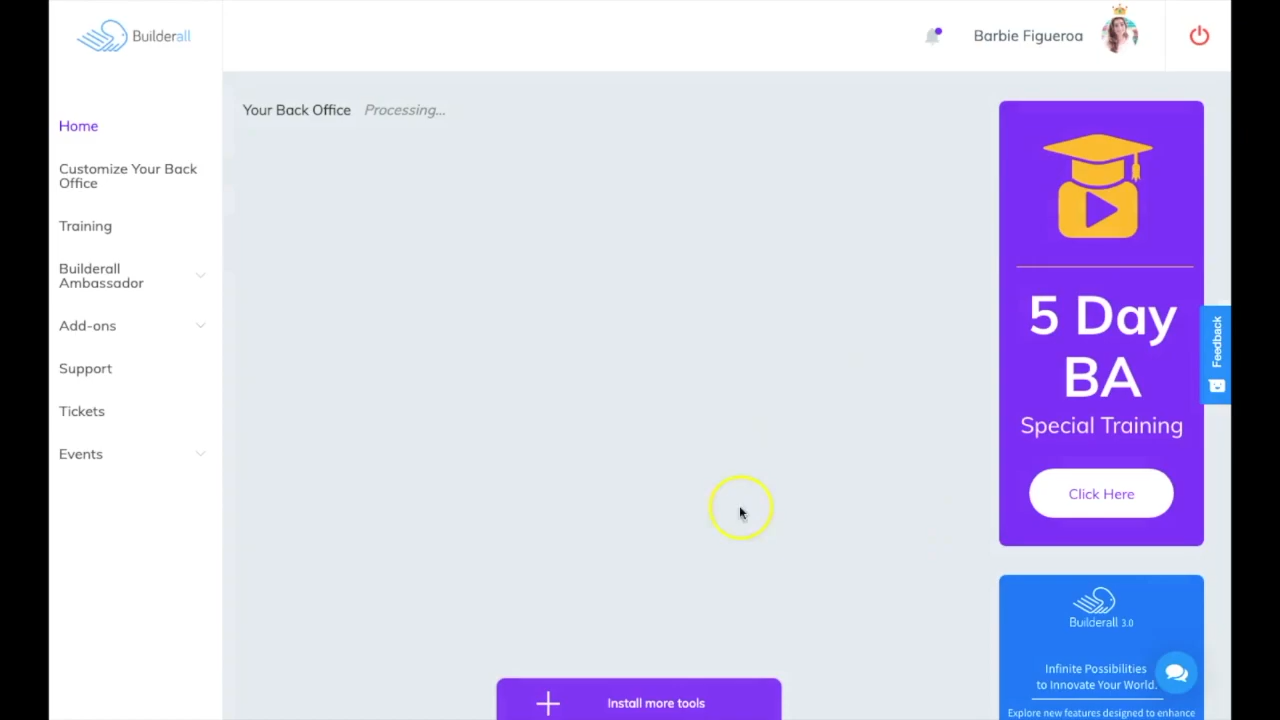 Builderall
Barbie Figueroa
Home
Customize Your Back
Office
Training
Builderall
Ambassador
Add-ons
Support
Tickets
Events
Your Back Office Processing...
5 Day
BA
Special Training
Click Here
Feedback
Builderall 3.0
Infinite Possibilities
to Innovate Your World.
Explore new features designed to enhance
Install more tools